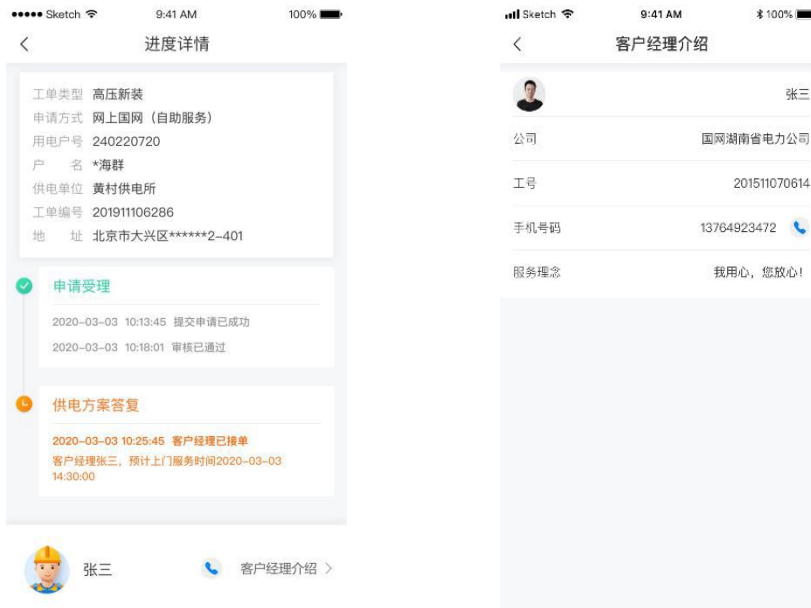 ●●●●● Sketch 9:41 AM 100%
进度详情
工单类型 高压新装
申请方式 网上国网（自助服务）
用电户号 240220720
户 名 *海群
供电单位 黄村供电所
工单编号 201911106286
地 址 北京市大兴区******2-401
申请受理
2020-03-03 10:13:45 提交申请已成功
2020-03-03 10:18:01 审核已通过
供电方案答复
2020-03-03 10:25:45 客户经理已接单
客户经理张三，预计上门服务时间2020-03-03
14:30:00
张三 客户经理介绍
Sketch 9:41 AM 100%
客户经理介绍
张三
公司 国网湖南省电力公司
工号 201511070614
手机号码 13764923472
服务理念 我用心，您放心！